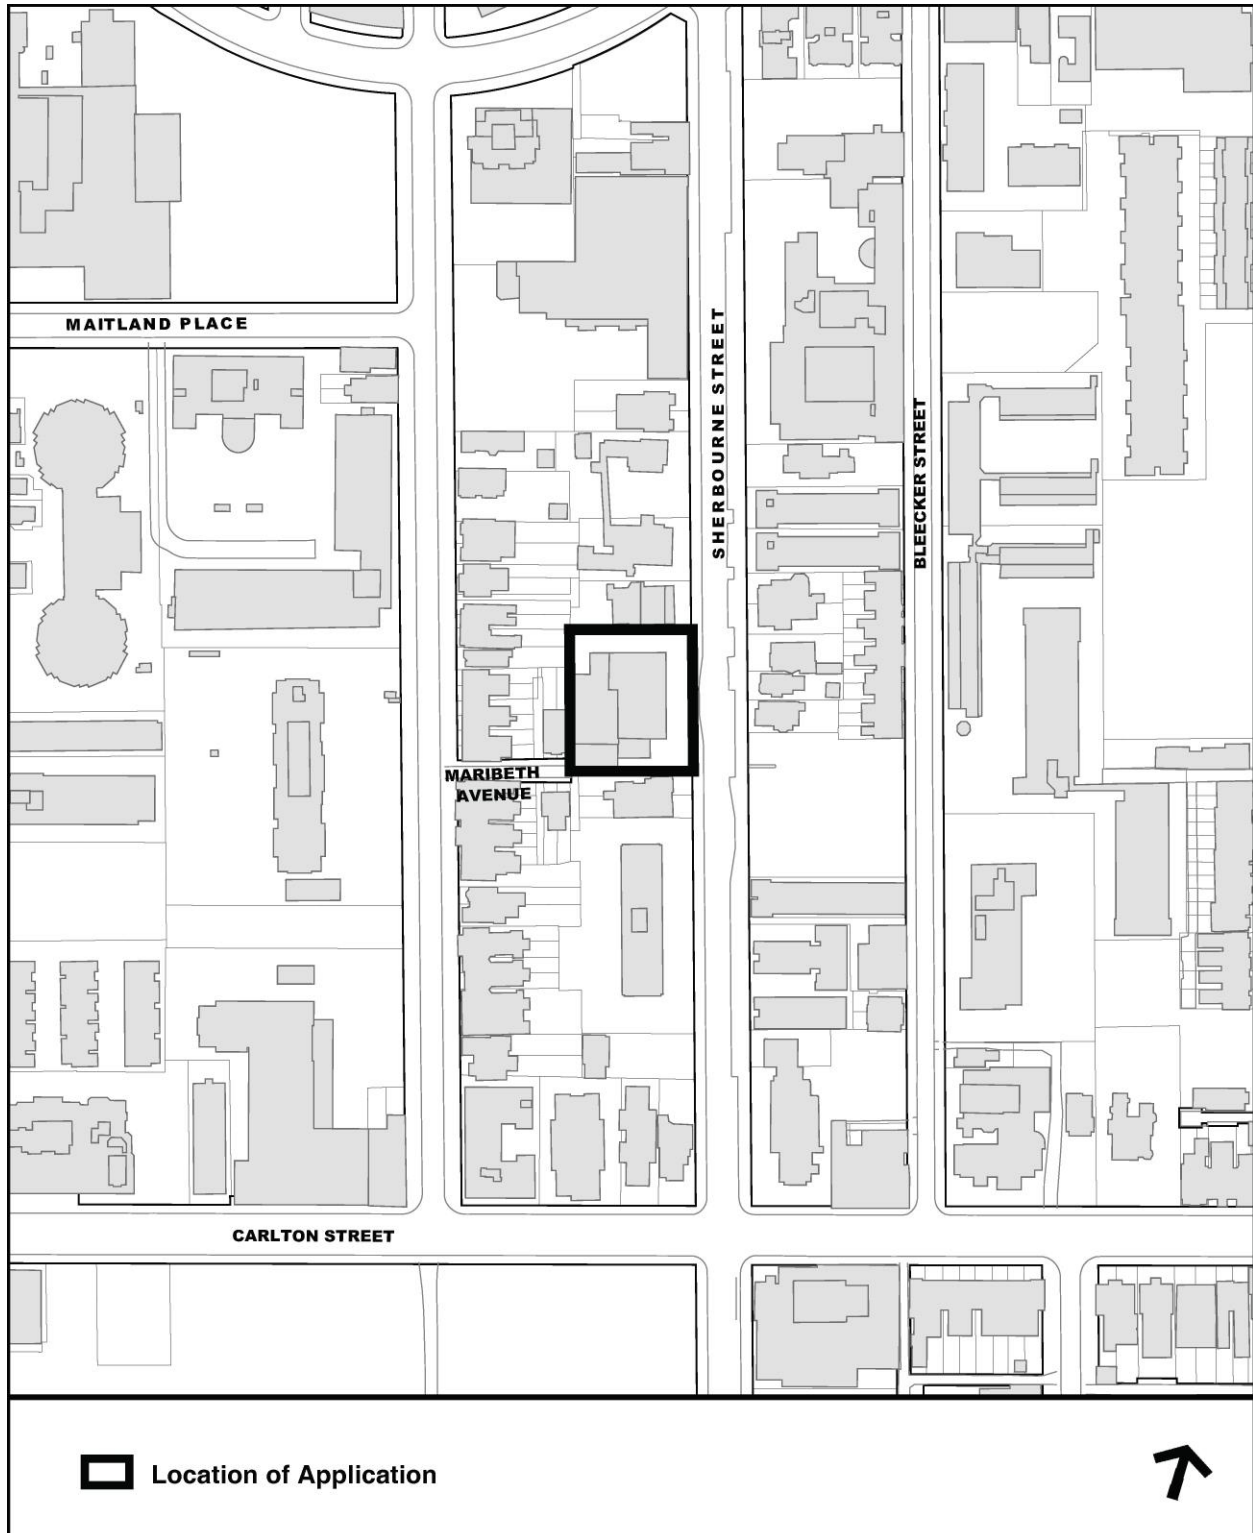 MAITLAND PLACE
SHERBOURNE STREET
BLEECKER STREET
MARIBETH
AVENUE
CARLTON STREET
Location of Application